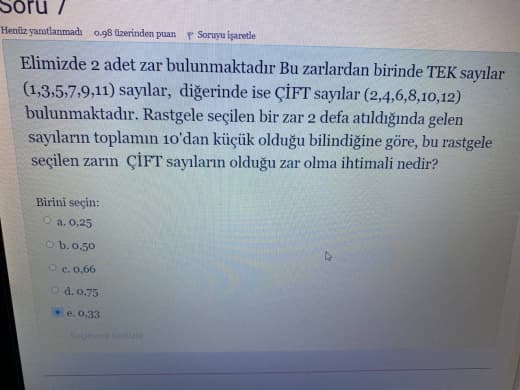 Soru 7
Henüz yanıtlanmadı 0,98 üzerinden puan Soruyu işaretle
Elimizde 2 adet zar bulunmaktadır Bu zarlardan birinde TEK sayılar
(1,3,5,7,9,11) sayılar, diğerinde ise ÇİFT sayılar (2,4,6,8,10,12)
bulunmaktadır. Rastgele seçilen bir zar 2 defa atıldığında gelen
sayıların toplamın 10'dan küçük olduğu bilindiğine göre, bu rastgele
seçilen zarın ÇİFT sayıların olduğu zar olma ihtimali nedir?
Birini seçin:
a. 0,25
b. 0,50
c. 0,66
d. 0,75
e. 0,33
Seçimimi temizle